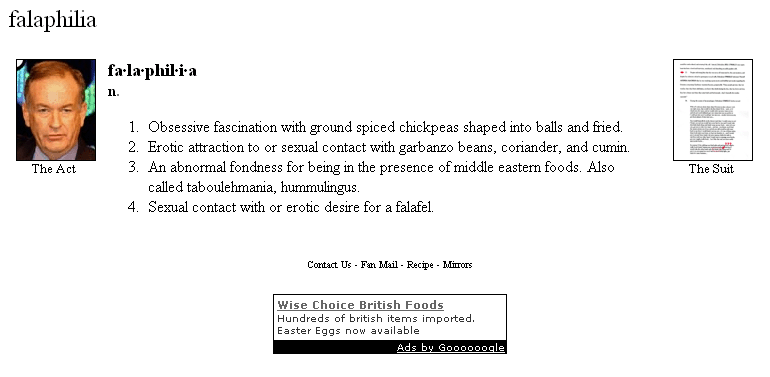 falaphilia
fa·la·phil·i·a
n.
1. Obsessive fascination with ground spiced chickpeas shaped into balls and fried.
2. Erotic attraction to or sexual contact with garbanzo beans, coriander, and cumin.
3. An abnormal fondness for being in the presence of middle eastern foods. Also
called taboulehmania, hummulingus.
4. Sexual contact with or erotic desire for a falafel.
The Act
The Suit
Contact Us - Fan Mail - Recipe - Mirrors
Wise Choice British Foods
Hundreds of british items imported.
Easter Eggs now available
Ads by Goooooogle